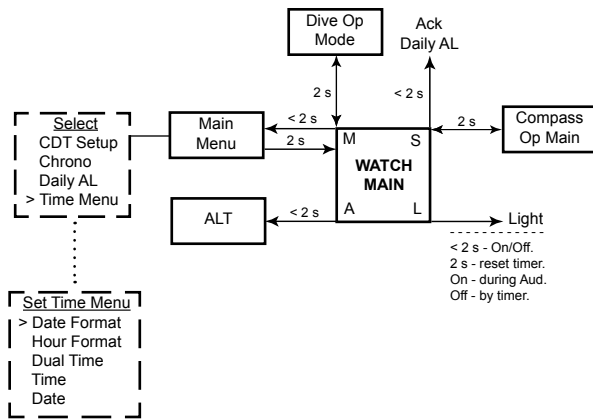 Dive Op
Mode
Ack
Daily AL
2 s
< 2 s
Select
CDT Setup
Chrono
Daily AL
> Time Menu
Main
Menu
< 2 s
2 s
M
S
WATCH
MAIN
A
L
2 s
Compass
Op Main
ALT
< 2 s
Light
< 2 s - On/Off.
2 s - reset timer.
On - during Aud.
Off - by timer.
Set Time Menu
> Date Format
Hour Format
Dual Time
Time
Date